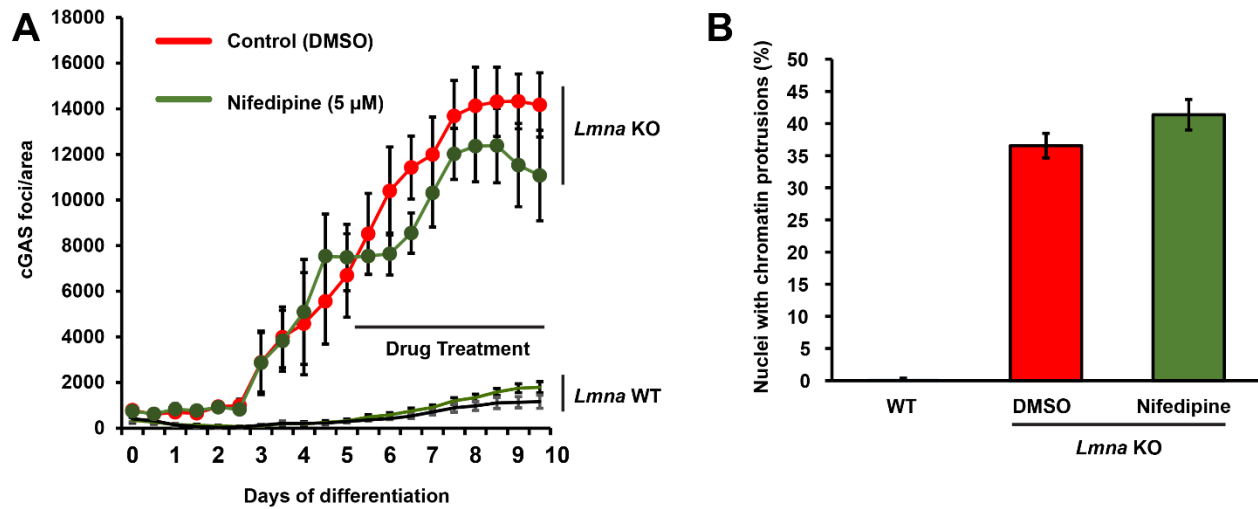 A
cGAS foci/area
18000
16000
14000
12000
10000
8000
6000
4000
2000
0
Control (DMSO)
Nifedipine (5 µM)
Lmna KO
Drug Treatment
Lmna WT
0 1 2 3 4 5 6 7 8 9 10
Days of differentiation
B
Nuclei with chromatin protrusions (%)
50
45
40
35
30
25
20
15
10
5
0
WT DMSO Nifedipine
Lmna KO